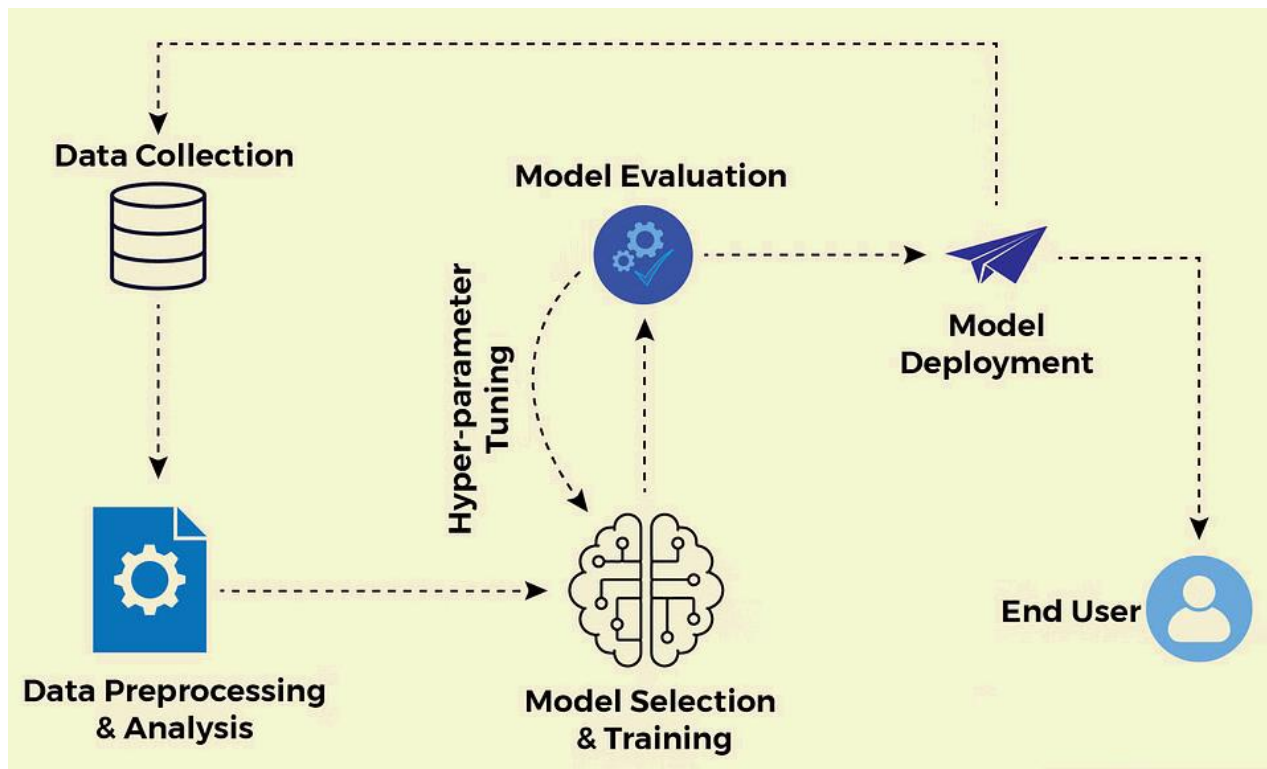 Data Collection
Model Evaluation
Hyper-parameter
Tuning
Model
Deployment
End User
Data Preprocessing
& Analysis
Model Selection
& Training